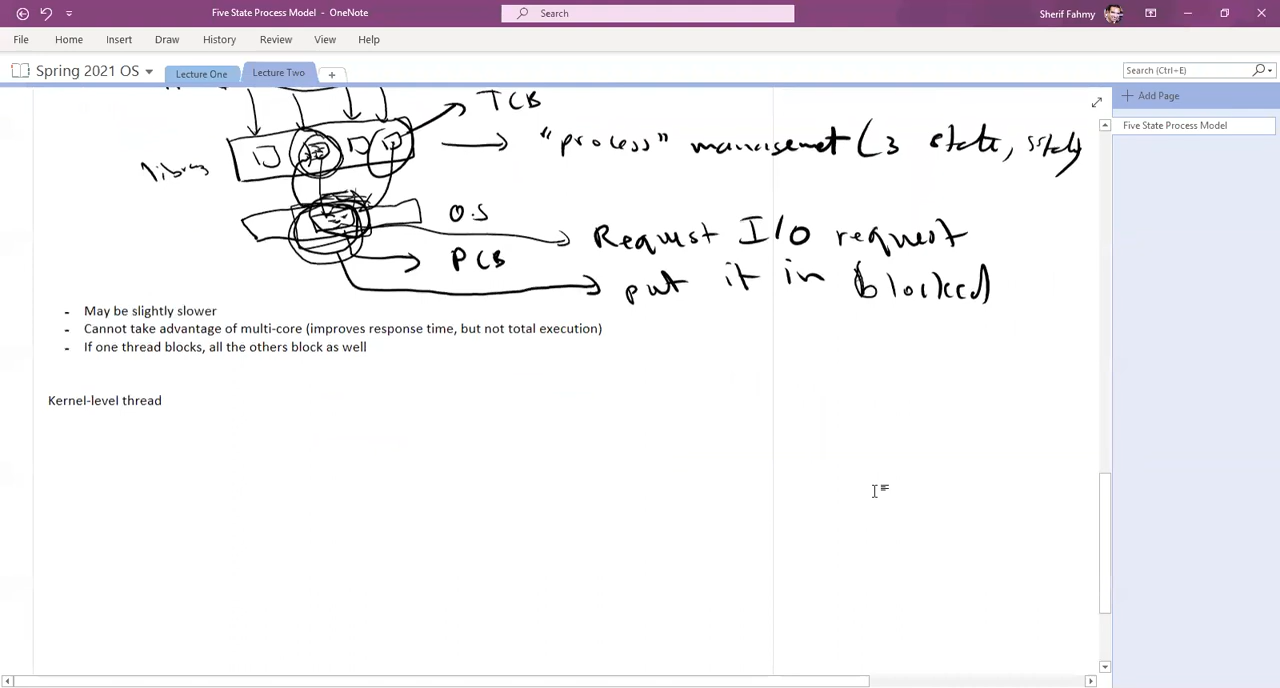 Five State Process Model - OneNote
Search
Sherif Fahmy
File Home Insert Draw History Review View Help
Spring 2021 OS
Lecture One
Lecture Two
Search (Ctrl+E)
Add Page
Five State Process Model
TCB
"process" management (3 state,
library
O.S
Request I/O request
PCB
put it in blocked
- May be slightly slower
- Cannot take advantage of multi-core (improves response time, but not total execution)
- If one thread blocks, all the others block as well
Kernel-level thread